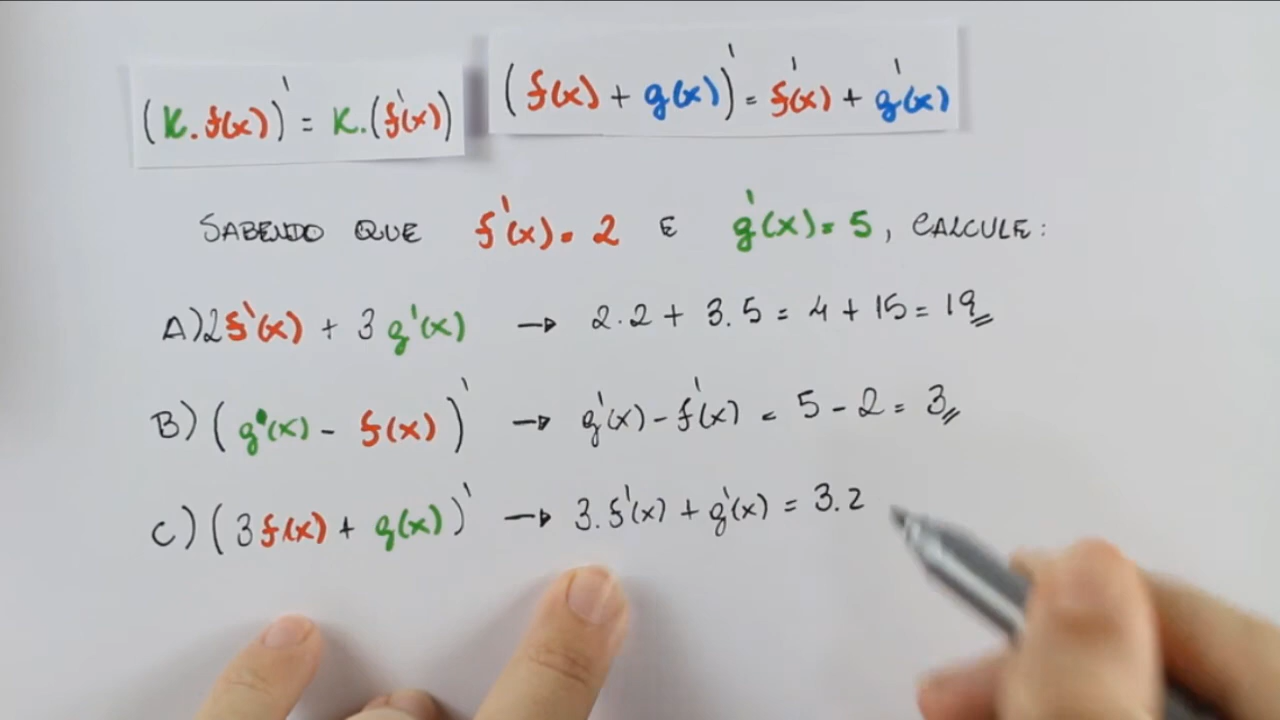 (K.f(x))' = K.(f'(x))
(f(x) + g(x))' = f'(x) + g'(x)
SABENDO QUE f'(x) = 2 E g'(x) = 5, CALCULE:
A) 2f'(x) + 3g'(x) → 2.2 + 3.5 = 4 + 15 = 19
B) (g(x) - f(x))' → g'(x) - f'(x) = 5 - 2 = 3
C) (3f(x) + g(x))' → 3.f'(x) + g'(x) = 3.2